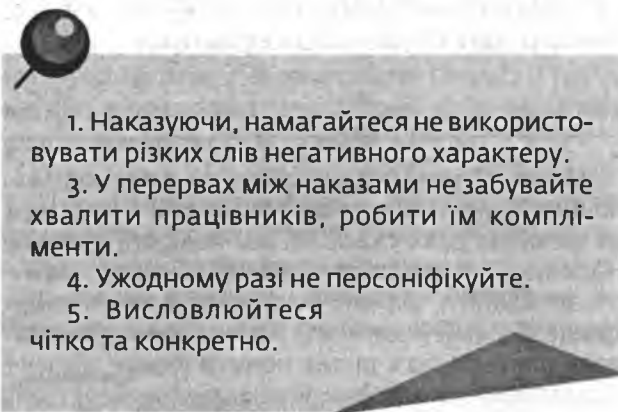 1. Наказуючи, намагайтеся не використо-
вувати різких слів негативного характеру.
3. У перервах між наказами не забувайте
хвалити працівників, робити їм комплі-
менти.
4. Ужодному разі не персоніфікуйте.
5. Висловлюйтеся
чітко та конкретно.